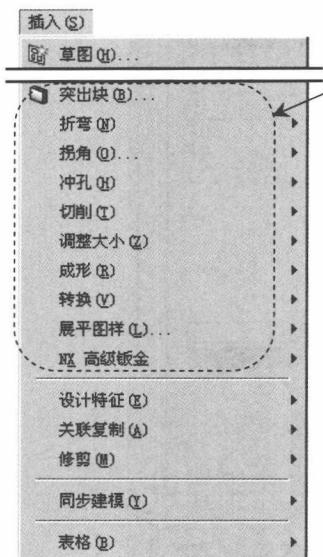 插入(S)
草图(H)...
突出块(B)...
折弯(N)
拐角(O)...
冲孔(H)
切削(T)
调整大小(Z)
成形(R)
转换(V)
展平图样(L)...
NX 高级钣金
设计特征(E)
关联复制(A)
修剪(M)
同步建模(Y)
表格(B)